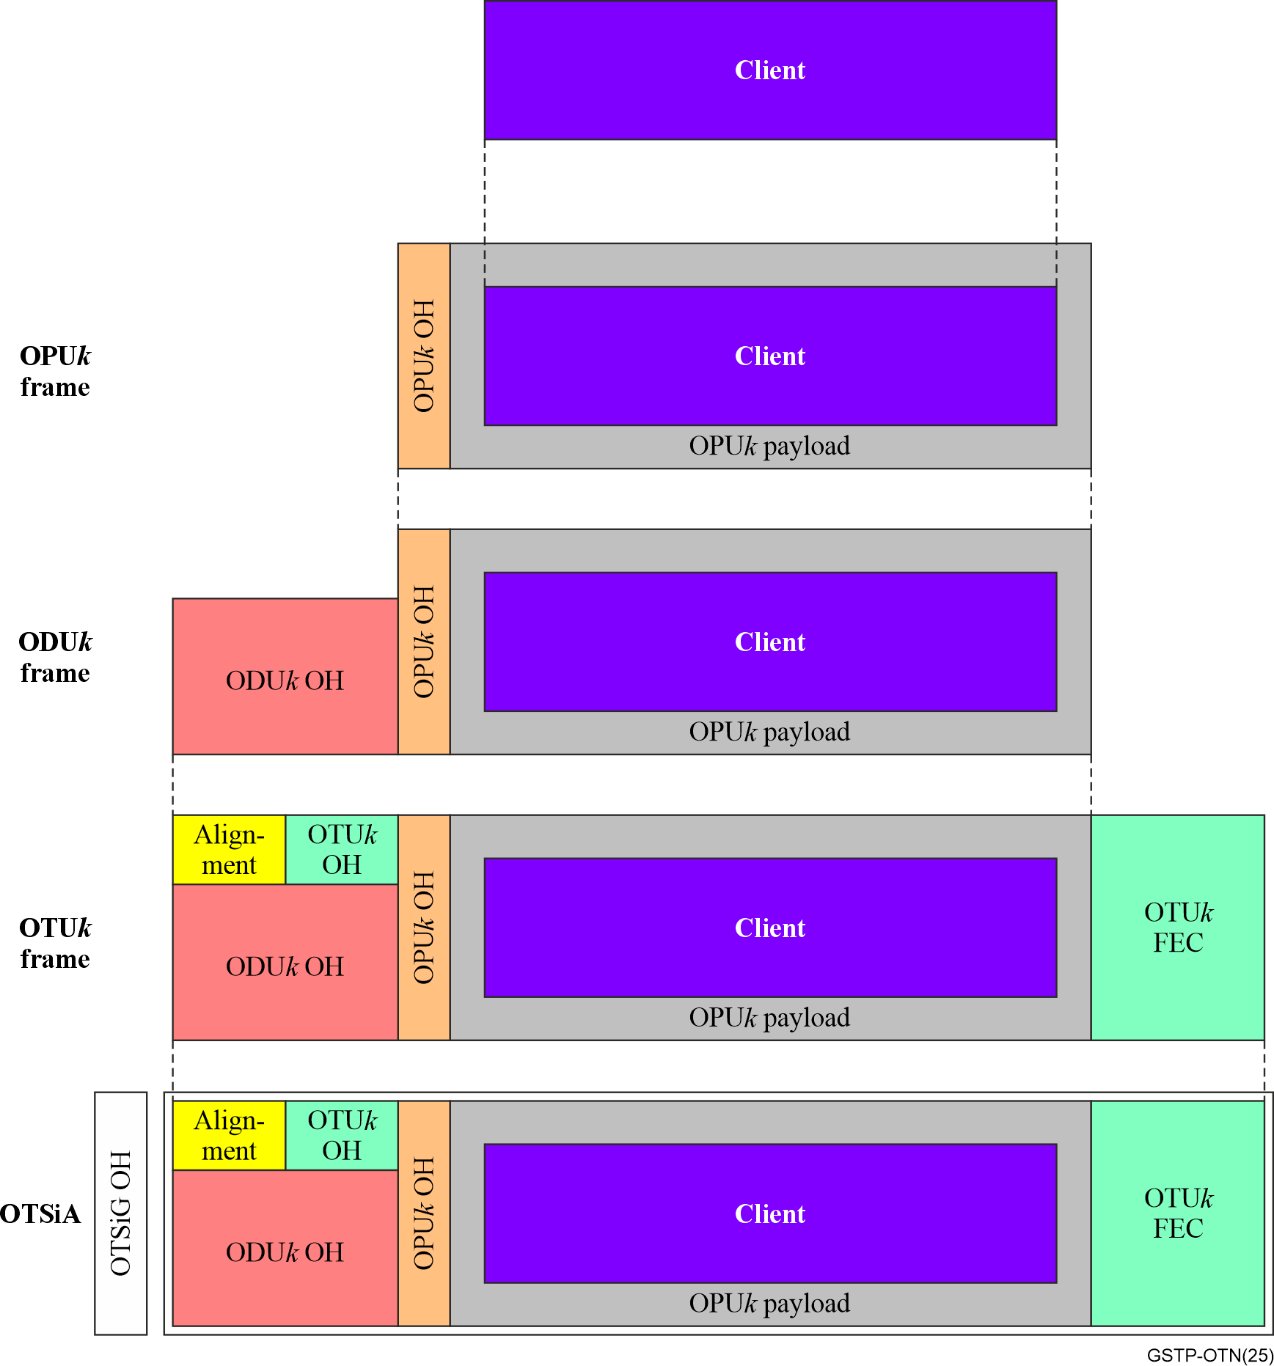 Client
OPUk
frame
OPUk OH
Client
OPUk payload
ODUk
frame
ODUk OH
OPUk OH
Client
OPUk payload
OTUk
frame
Align-
ment
OTUk
OH
ODUk OH
OPUk OH
Client
OPUk payload
OTUk
FEC
OTSiA
OTSiG OH
Align-
ment
OTUk
OH
ODUk OH
OPUk OH
Client
OPUk payload
OTUk
FEC
GSTP-OTN(25)